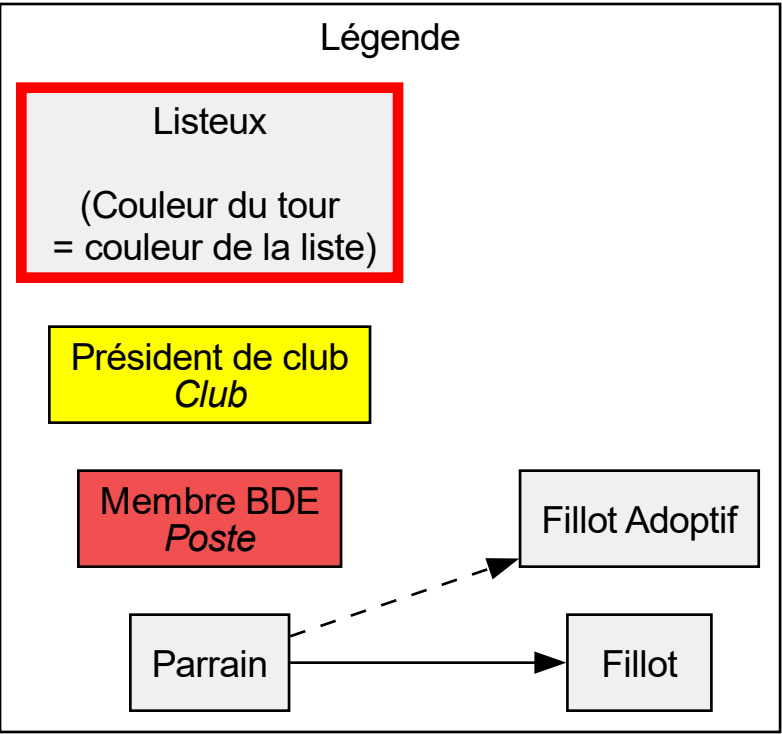 Légende
Listeux
(Couleur du tour
= couleur de la liste)
Président de club
Club
Membre BDE
Poste
Fillot Adoptif
Parrain
Fillot